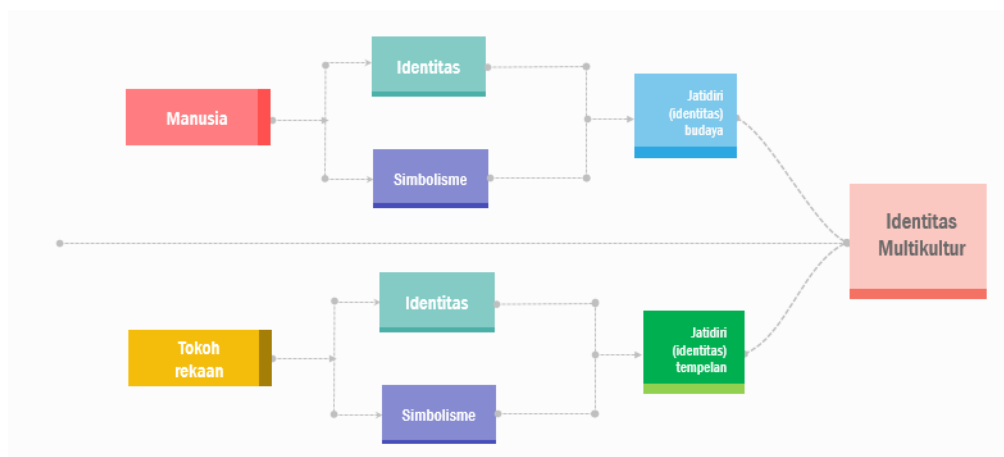 Manusia
Identitas
Simbolisme
Jatidiri
(identitas)
budaya
Identitas
Multikultur
Tokoh
rekaan
Identitas
Simbolisme
Jatidiri
(identitas)
tempelan